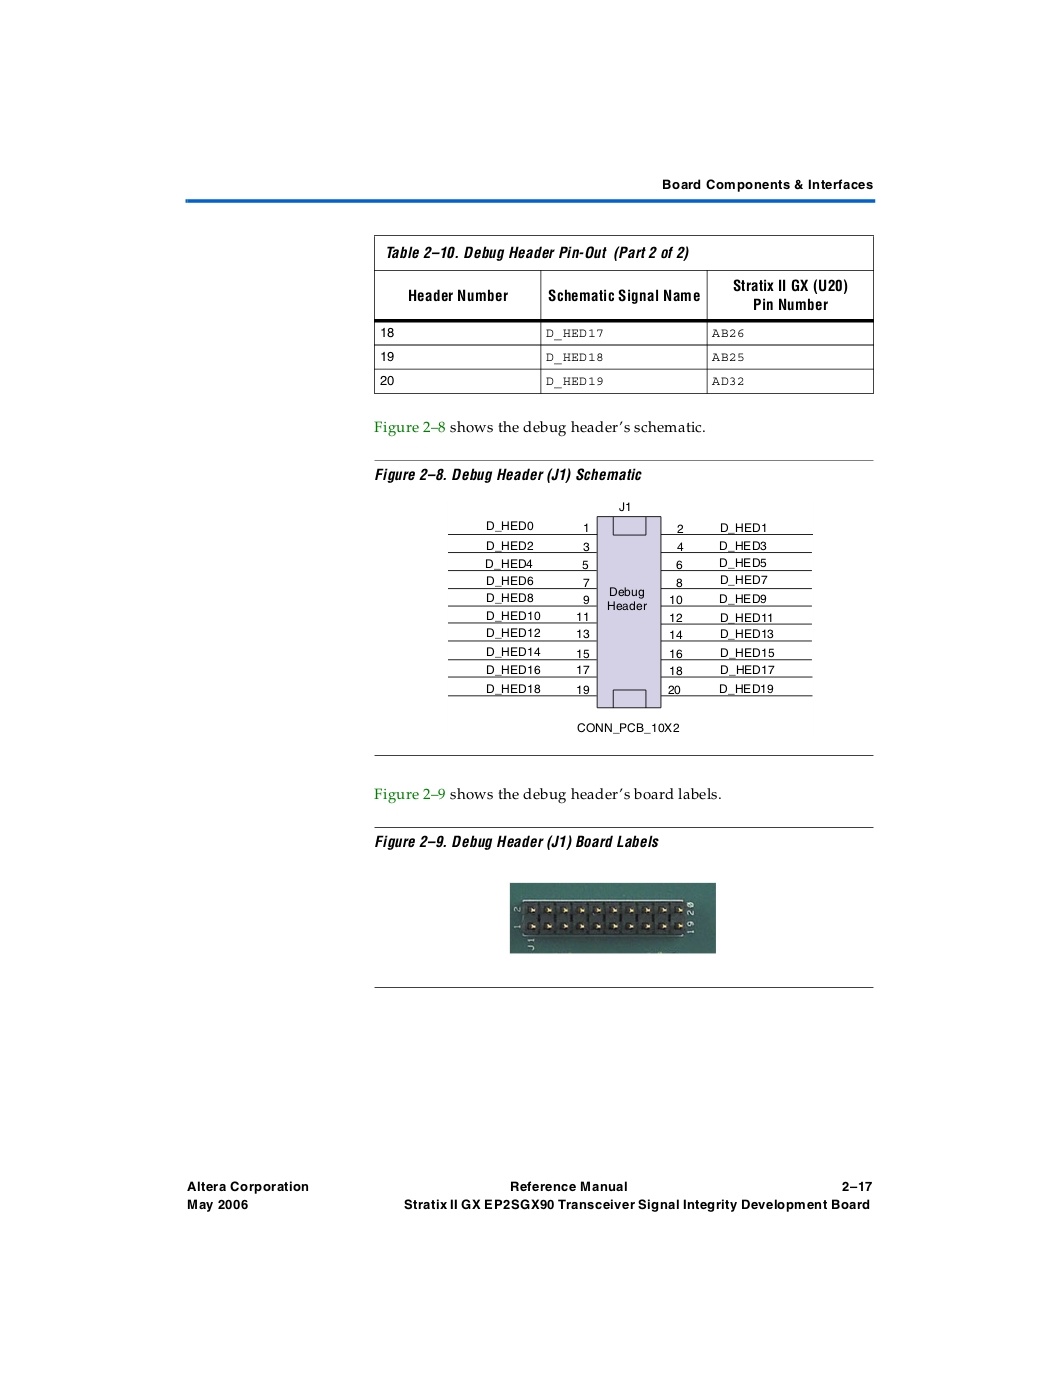 Board Components & Interfaces
Table 2–10. Debug Header Pin-Out (Part 2 of 2)
Header Number Schematic Signal Name Stratix II GX (U20) Pin Number
18 D_HED17 AB26
19 D_HED18 AB25
20 D_HED19 AD32
Figure 2–8 shows the debug header’s schematic.
Figure 2–8. Debug Header (J1) Schematic
J1
D_HED0 1 2 D_HED1
D_HED2 3 4 D_HED3
D_HED4 5 6 D_HED5
D_HED6 7 8 D_HED7
D_HED8 9 10 D_HED9
D_HED10 11 12 D_HED11
D_HED12 13 14 D_HED13
D_HED14 15 16 D_HED15
D_HED16 17 18 D_HED17
D_HED18 19 20 D_HED19
Debug
Header
CONN_PCB_10X2
Figure 2–9 shows the debug header’s board labels.
Figure 2–9. Debug Header (J1) Board Labels
2 20
1 19
J1
Altera Corporation Reference Manual 2–17
May 2006 Stratix II GX EP2SGX90 Transceiver Signal Integrity Development Board